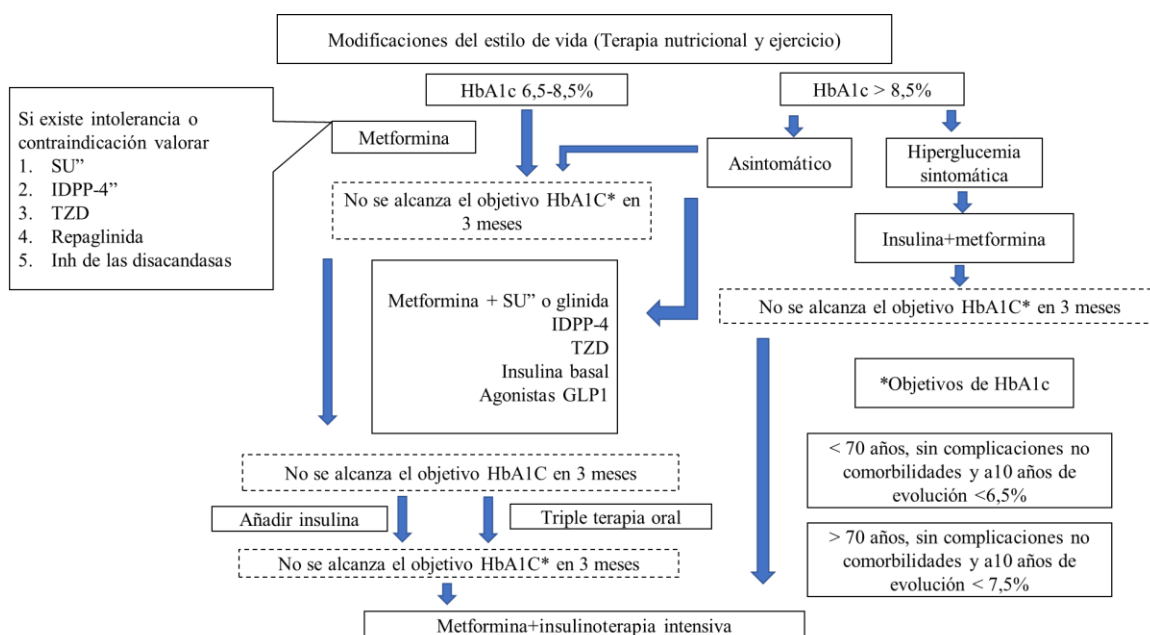 Modificaciones del estilo de vida (Terapia nutricional y ejercicio)
HbA1c 6,5-8,5%
HbA1c > 8,5%
Si existe intolerancia o
contraindicación valorar
1. SU”
2. IDPP-4”
3. TZD
4. Repaglinida
5. Inh de las disacandasas
Metformina
Asintomático
Hiperglucemia
sintomática
No se alcanza el objetivo HbA1C* en
3 meses
Insulina+metformina
Metformina + SU” o glinida
IDPP-4
TZD
Insulina basal
Agonistas GLP1
No se alcanza el objetivo HbA1C* en 3 meses
*Objetivos de HbA1c
< 70 años, sin complicaciones no
comorbilidades y a10 años de
evolución <6,5%
No se alcanza el objetivo HbA1C en 3 meses
Añadir insulina
Triple terapia oral
> 70 años, sin complicaciones no
comorbilidades y a10 años de
evolución < 7,5%
No se alcanza el objetivo HbA1C* en 3 meses
Metformina+insulinoterapia intensiva